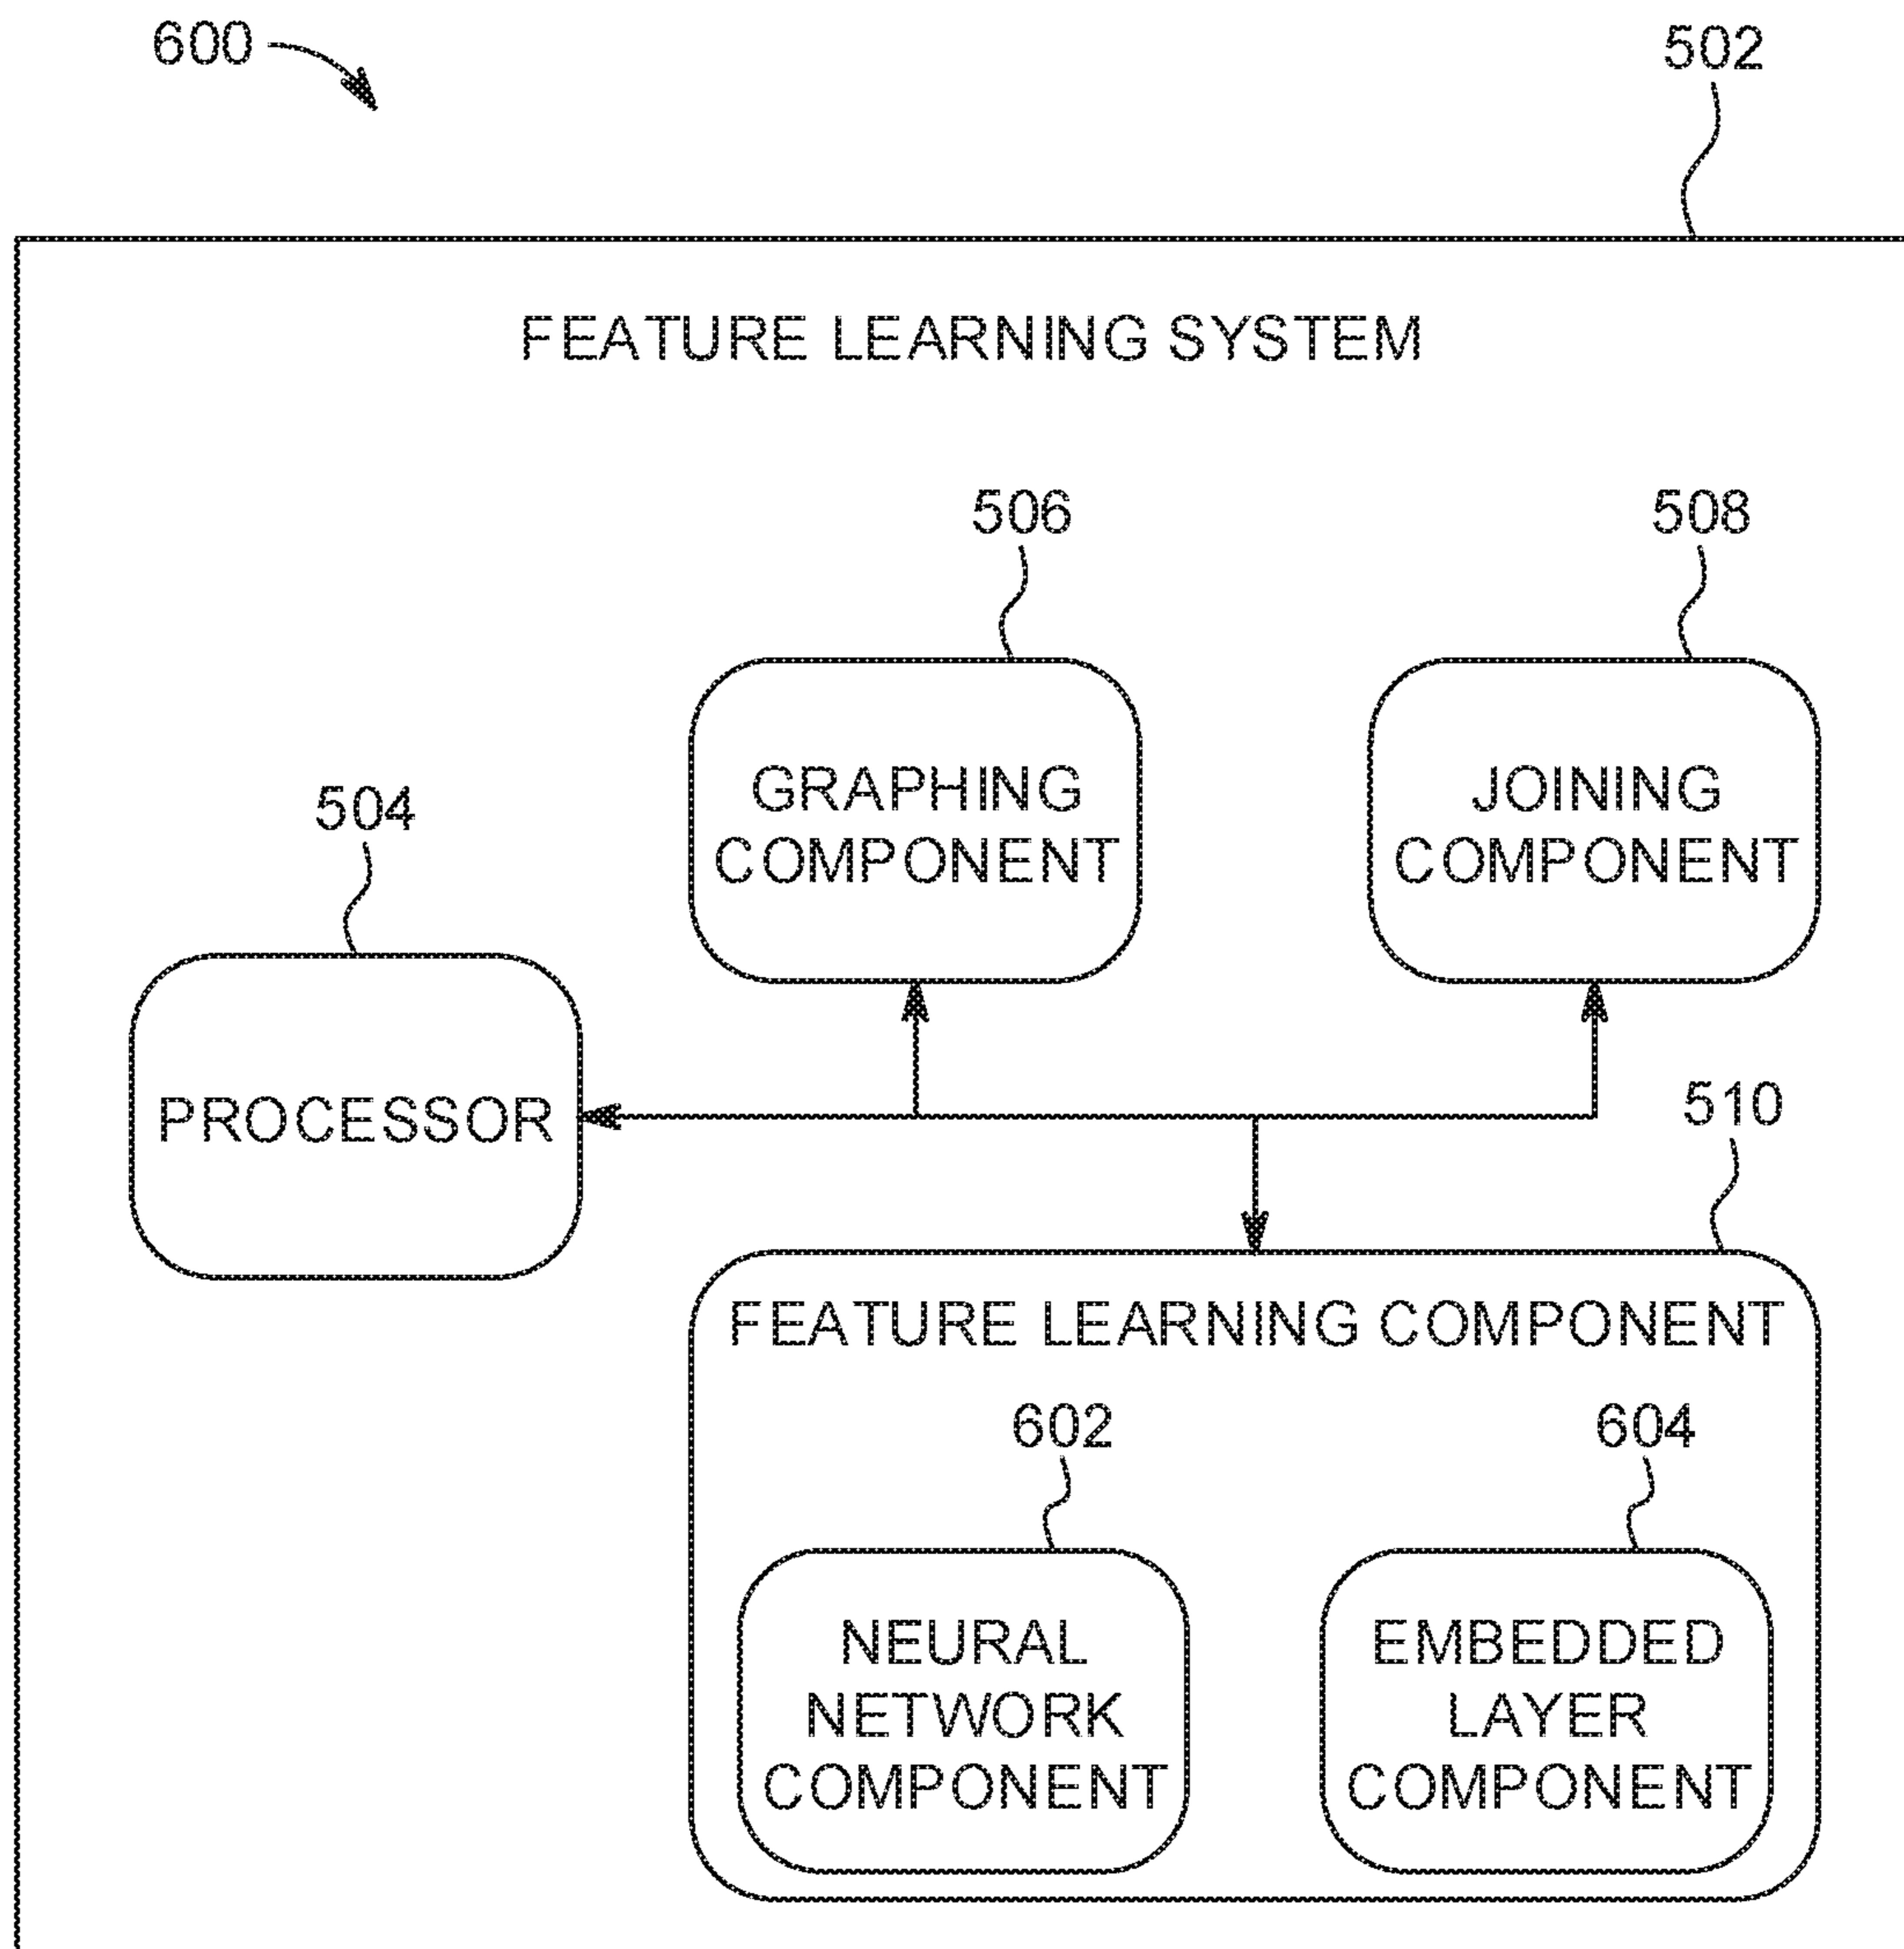 600
502
FEATURE LEARNING SYSTEM
506
508
GRAPHING
COMPONENT
JOINING
COMPONENT
504
PROCESSOR
510
FEATURE LEARNING COMPONENT
602
604
NEURAL
NETWORK
COMPONENT
EMBEDDED
LAYER
COMPONENT